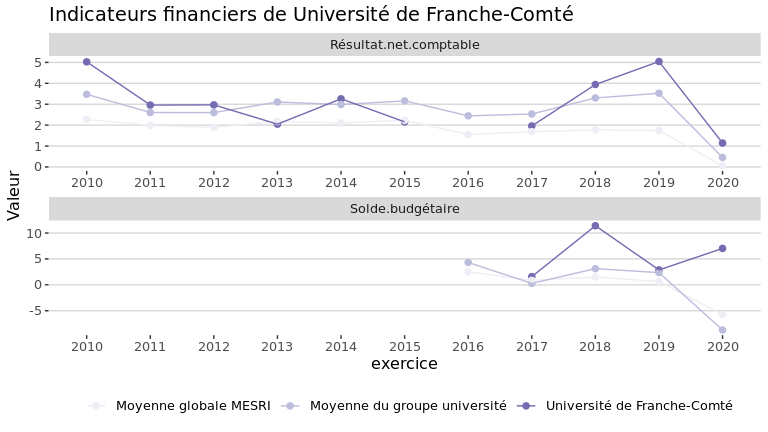 Indicateurs financiers de Université de Franche-Comté
Résultat.net.comptable
5
4
3
2
1
0
2010 2011 2012 2013 2014 2015 2016 2017 2018 2019 2020
Valeur
Solde.budgétaire
10
5
0
-5
2010 2011 2012 2013 2014 2015 2016 2017 2018 2019 2020
exercice
Moyenne globale MESRI Moyenne du groupe université Université de Franche-Comté